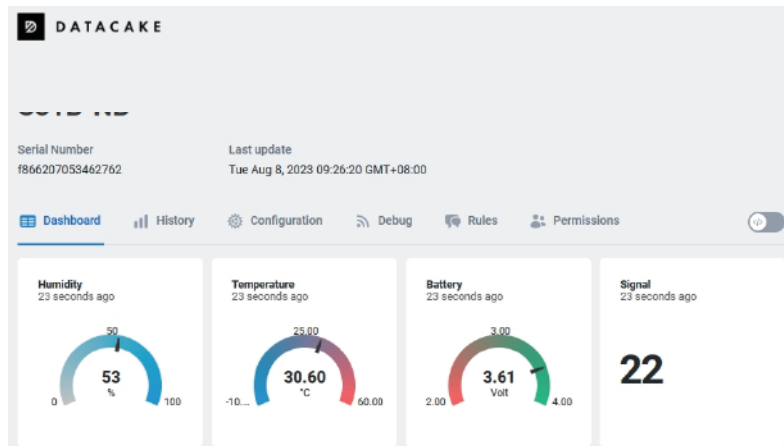 DATACAKE
Serial Number
f866207053462762
Last update
Tue Aug 8, 2023 09:26:20 GMT+08:00
Dashboard
History
Configuration
Debug
Rules
Permissions
Humidity
23 seconds ago
50
53
%
0
100
Temperature
23 seconds ago
25.00
30.60
°C
-10...
60.00
Battery
23 seconds ago
3.00
3.61
Volt
2.00
4.00
Signal
23 seconds ago
22